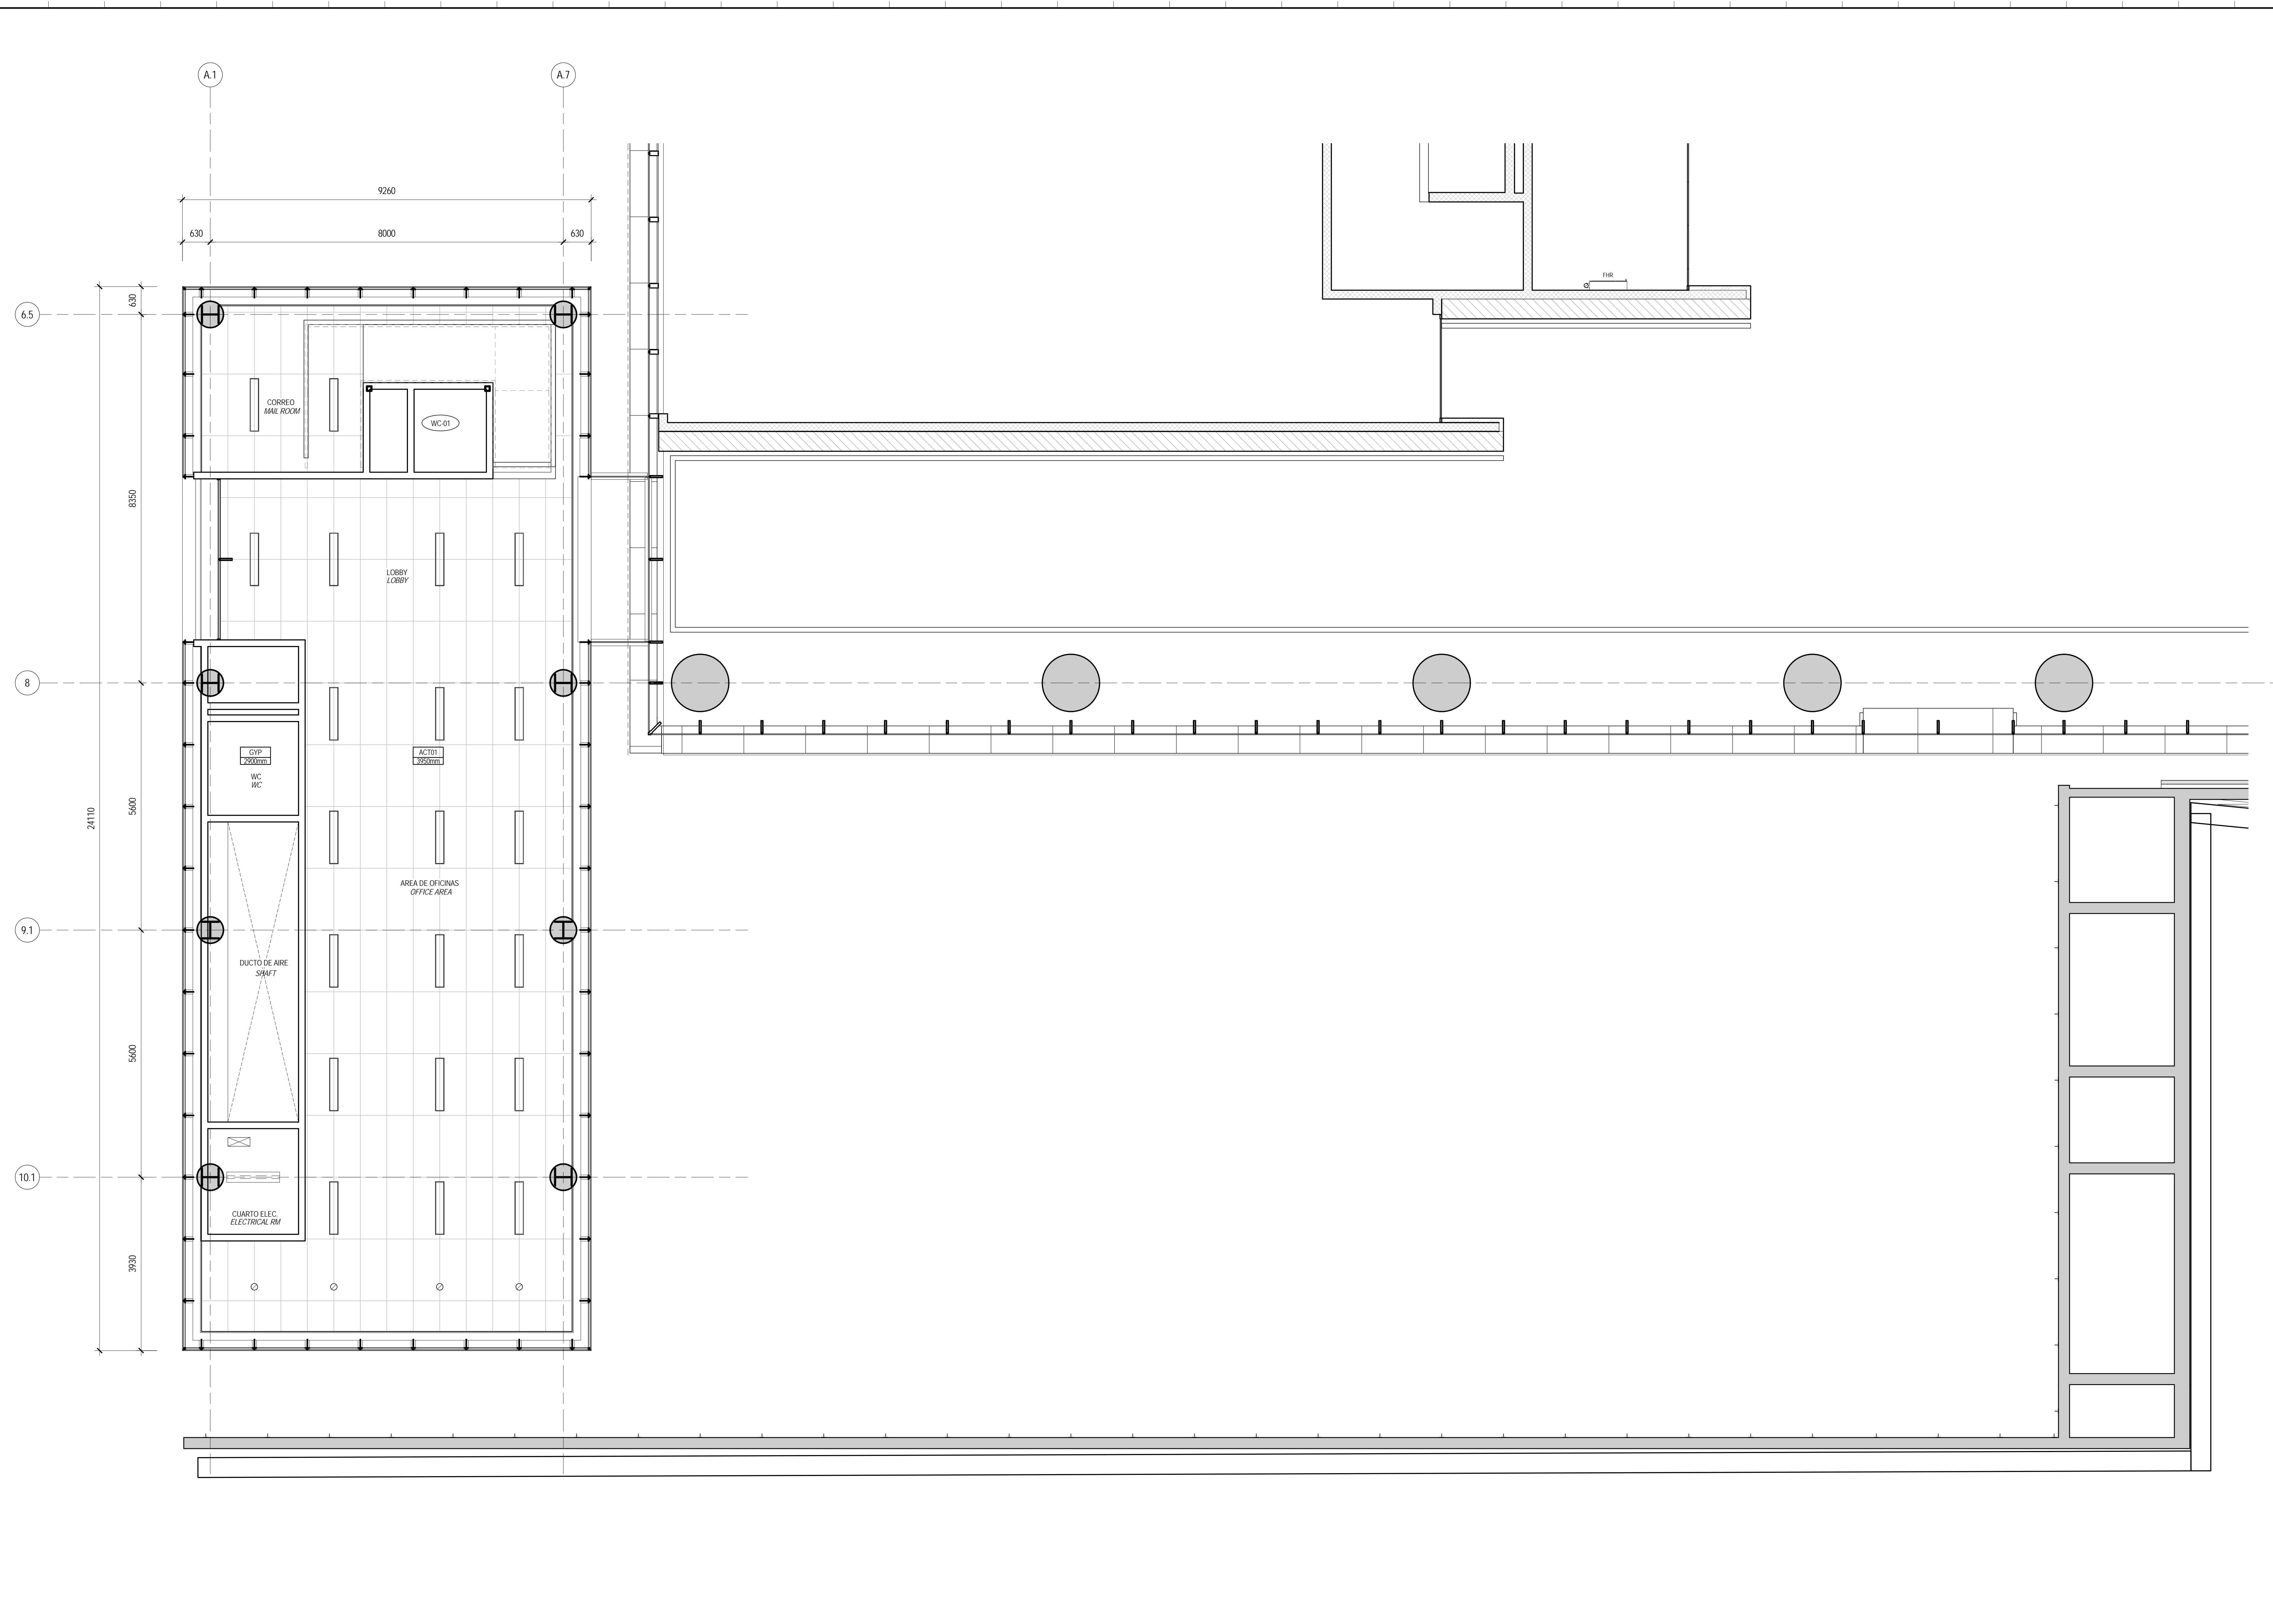 A.1
A.7
9260
630
8000
630
630
6.5
FHR
CORREO
MAIL ROOM
WC-01
8350
LOBBY
LOBBY
8
GYP
2900mm
ACT01
3950mm
WC
WC
24110
5600
AREA DE OFICINAS
OFFICE AREA
9.1
DUCTO DE AIRE
SHAFT
5600
10.1
CUARTO ELEC.
ELECTRICAL RM
3930